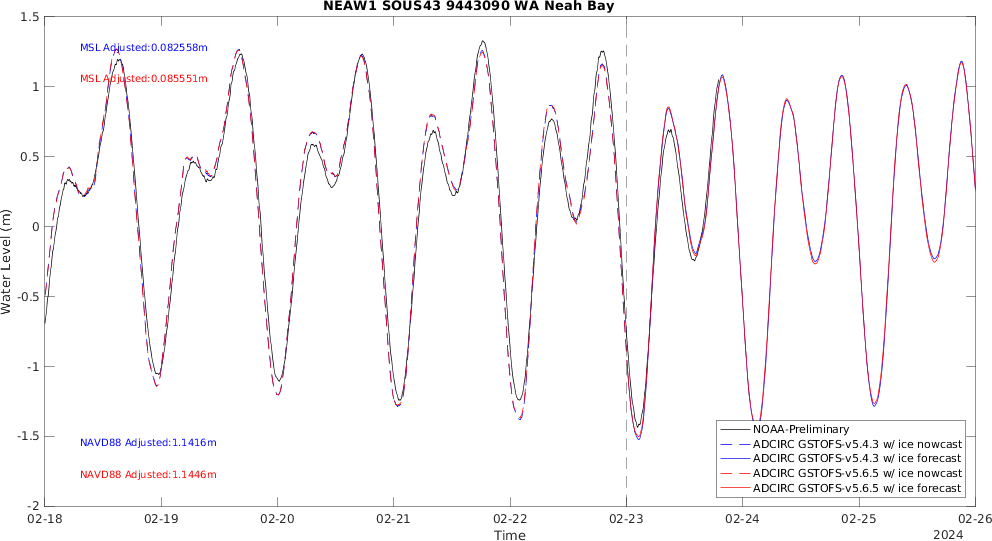 NEAW1 SOUS43 9443090 WA Neah Bay
1.5
MSL Adjusted:0.082558m
MSL Adjusted:0.085551m
1
0.5
0
Water Level (m)
-0.5
-1
-1.5
NAVD88 Adjusted:1.1416m
NAVD88 Adjusted:1.1446m
-2
NOAA-Preliminary
ADCIRC GSTOFS-v5.4.3 w/ ice nowcast
ADCIRC GSTOFS-v5.4.3 w/ ice forecast
ADCIRC GSTOFS-v5.6.5 w/ ice nowcast
ADCIRC GSTOFS-v5.6.5 w/ ice forecast
02-18 02-19 02-20 02-21 02-22 02-23 02-24 02-25 02-26
Time
2024